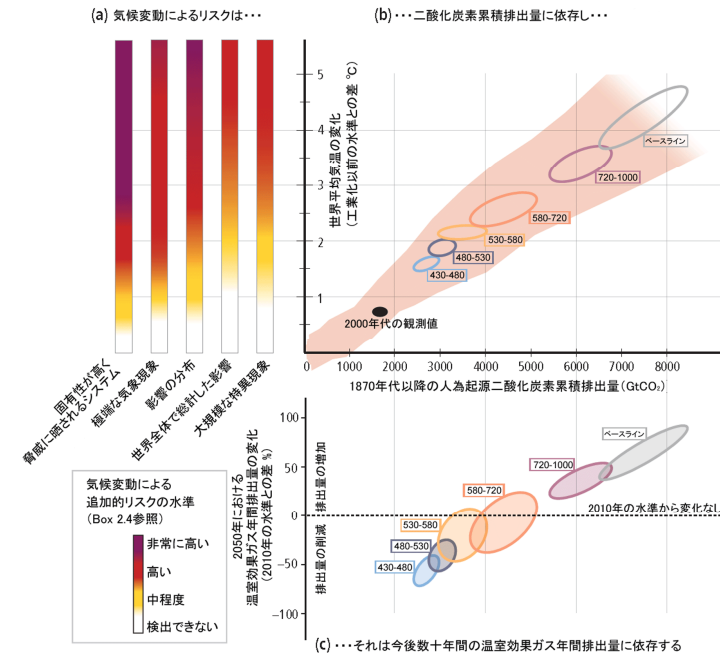 (a) 気候変動によるリスクは･･･
(b) ･･･二酸化炭素累積排出量に依存し･･･
世界平均気温の変化
(工業化以前の水準との差 ℃)
5
4
3
2
1
ベースライン
720-1000
580-720
530-580
480-530
430-480
2000年代の観測値
0
1000
2000
3000
4000
5000
6000
7000
8000
1870年代以降の人為起源二酸化炭素累積排出量(GtCO₂)
固有性が高く
脅威に晒されるシステム
極端な気象現象
影響の分布
世界全体で総計した影響
大規模な特異現象
気候変動による
追加的リスクの水準
(Box 2.4参照)
非常に高い
高い
中程度
検出できない
2050年における
温室効果ガス年間排出量の変化
(2010年の水準との差 %)
排出量の増加
排出量の削減
100
50
0
−50
−100
ベースライン
720-1000
580-720
530-580
480-530
430-480
2010年の水準から変化なし
(c) ･･･それは今後数十年間の温室効果ガス年間排出量に依存する